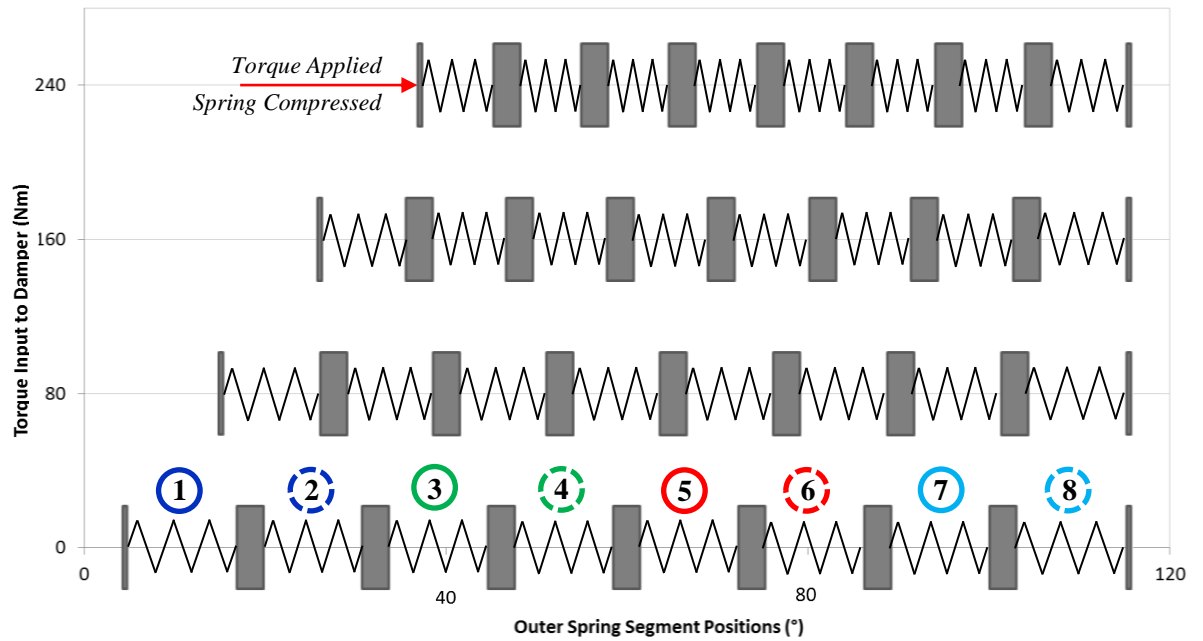 Torque Applied
Spring Compressed
240
160
80
0
Torque Input to Damper (Nm)
1 2 3 4 5 6 7 8
0 40 80 120
Outer Spring Segment Positions (°)